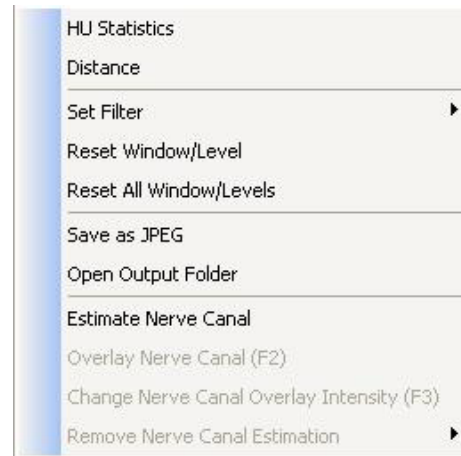 HU Statistics
Distance
Set Filter
Reset Window/Level
Reset All Window/Levels
Save as JPEG
Open Output Folder
Estimate Nerve Canal
Overlay Nerve Canal (F2)
Change Nerve Canal Overlay Intensity (F3)
Remove Nerve Canal Estimation